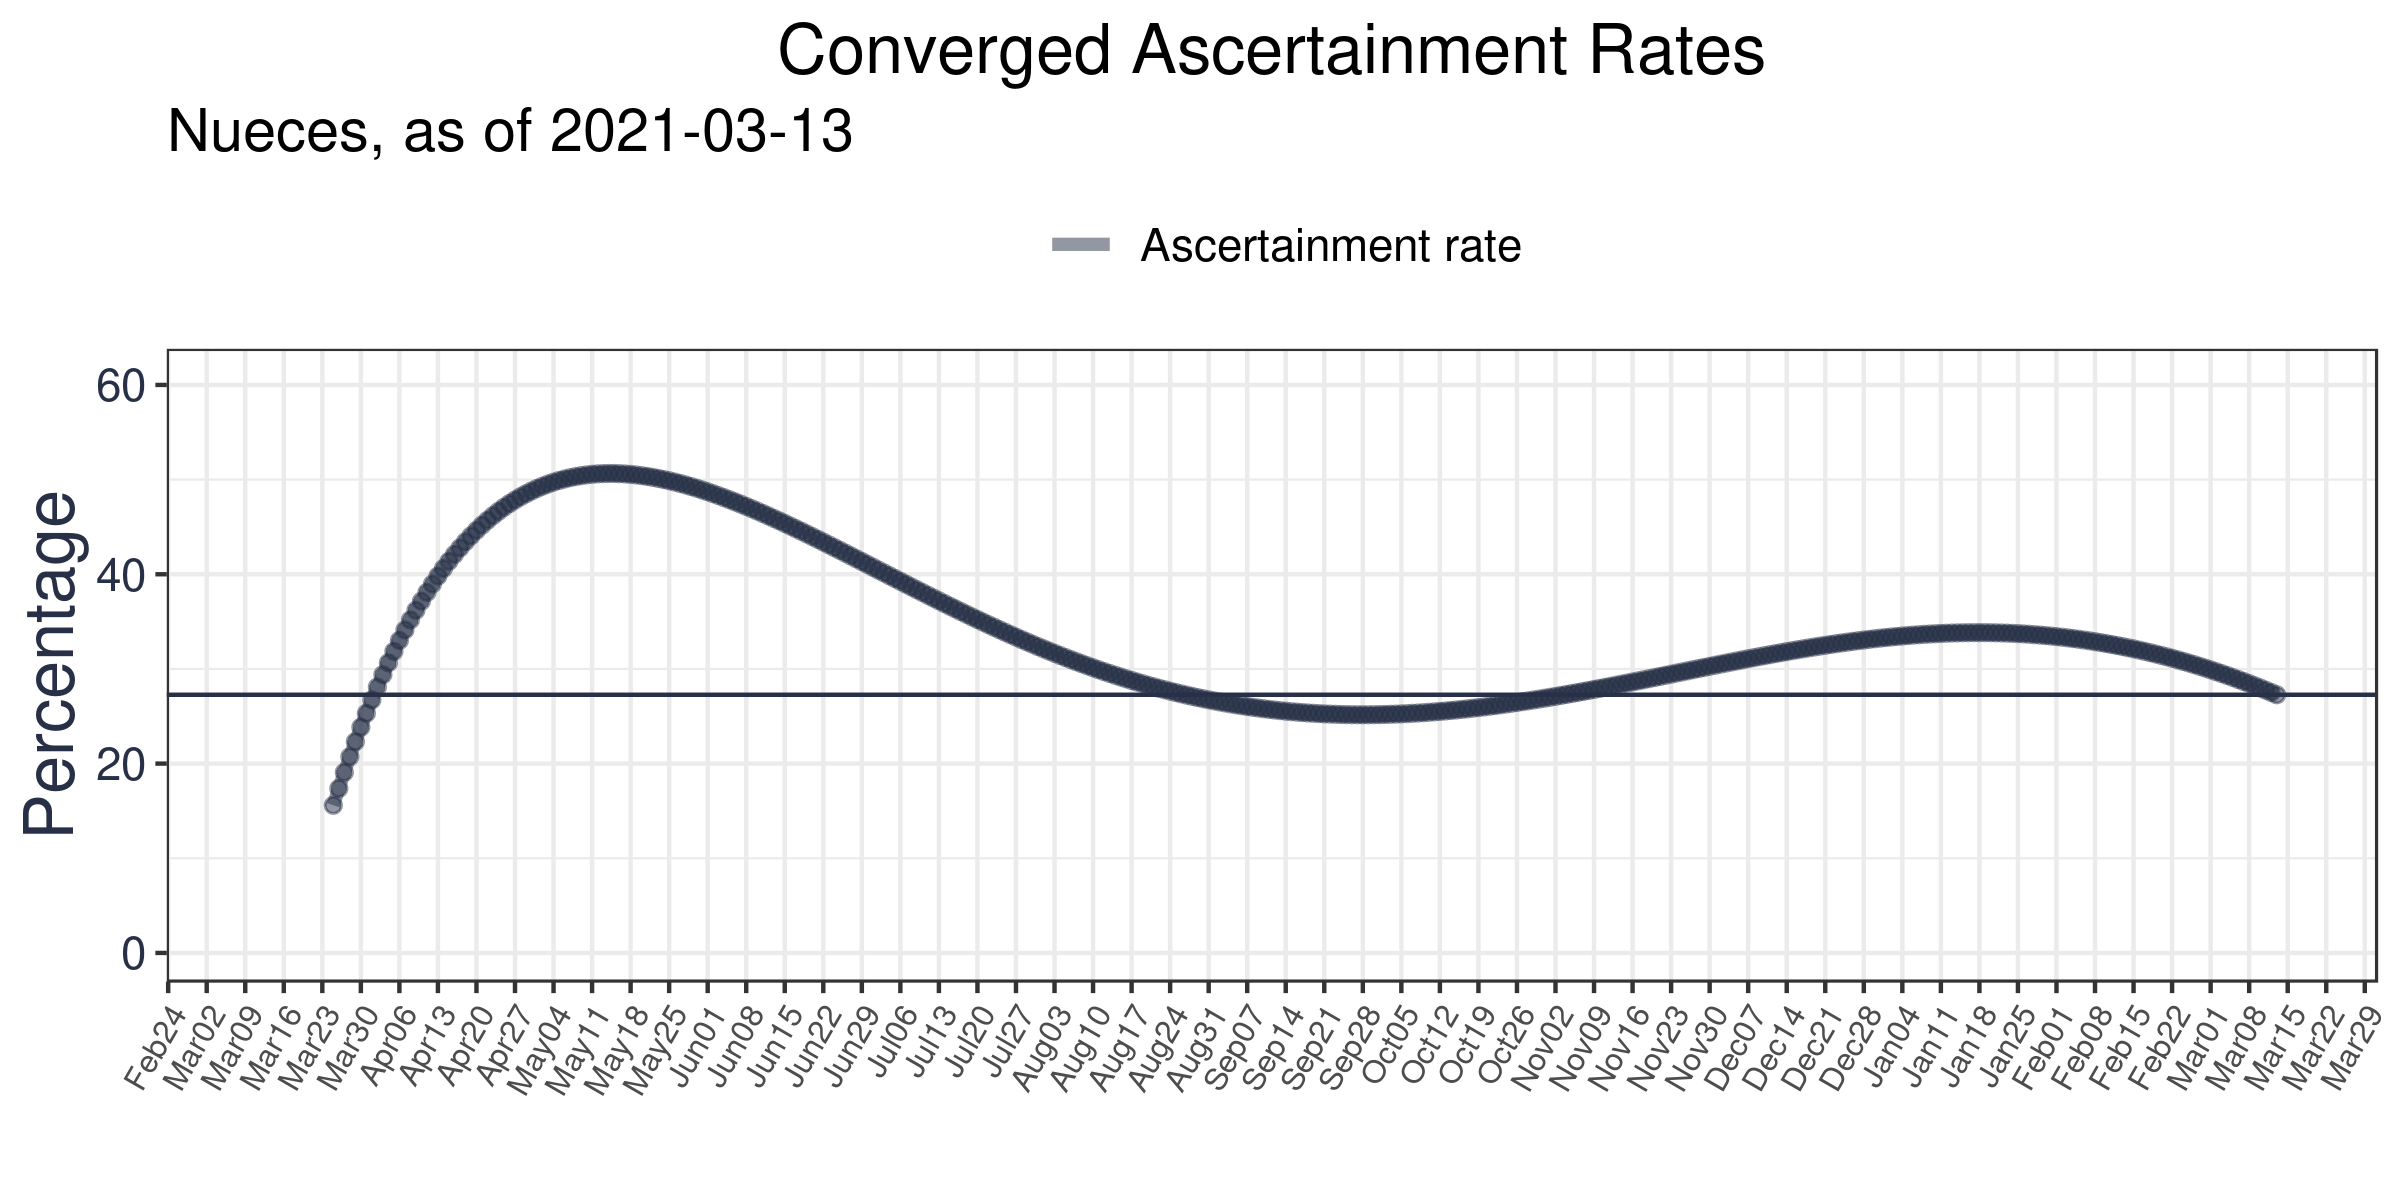 Converged Ascertainment Rates
Nueces, as of 2021-03-13
Ascertainment rate
Percentage
60
40
20
0
Feb24
Mar02
Mar09
Mar16
Mar23
Mar30
Apr06
Apr13
Apr20
Apr27
May04
May11
May18
May25
Jun01
Jun08
Jun15
Jun22
Jun29
Jul06
Jul13
Jul20
Jul27
Aug03
Aug10
Aug17
Aug24
Aug31
Sep07
Sep14
Sep21
Sep28
Oct05
Oct12
Oct19
Oct26
Nov02
Nov09
Nov16
Nov23
Nov30
Dec07
Dec14
Dec21
Dec28
Jan04
Jan11
Jan18
Jan25
Feb01
Feb08
Feb15
Feb22
Mar01
Mar08
Mar15
Mar22
Mar29